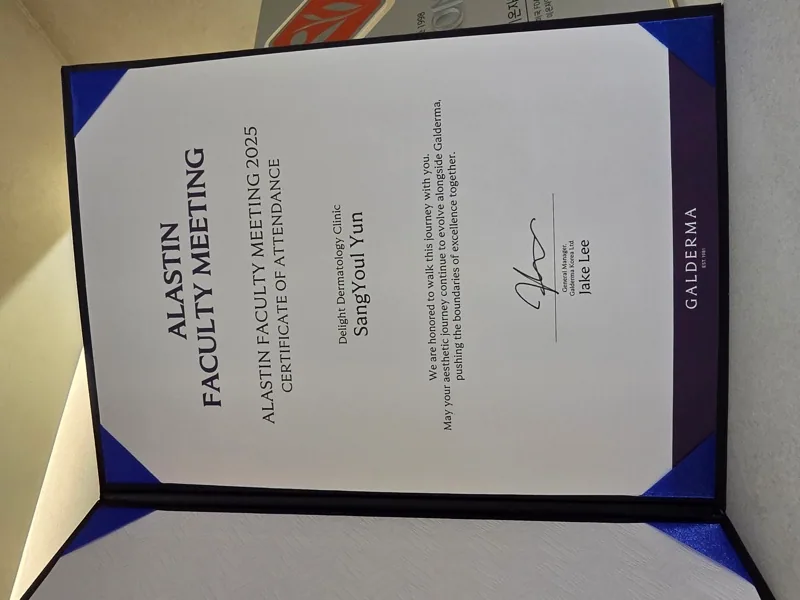 ALASTIN
FACULTY MEETING
ALASTIN FACULTY MEETING 2025
CERTIFICATE OF ATTENDANCE
Delight Dermatology Clinic
SangYoul Yun
We are honored to walk this journey with you.
May your aesthetic journey continue to evolve alongside Galderma,
pushing the boundaries of excellence together.
General Manager,
Galderma Korea Ltd.
Jake Lee
GALDERMA
EST. 1981
1998